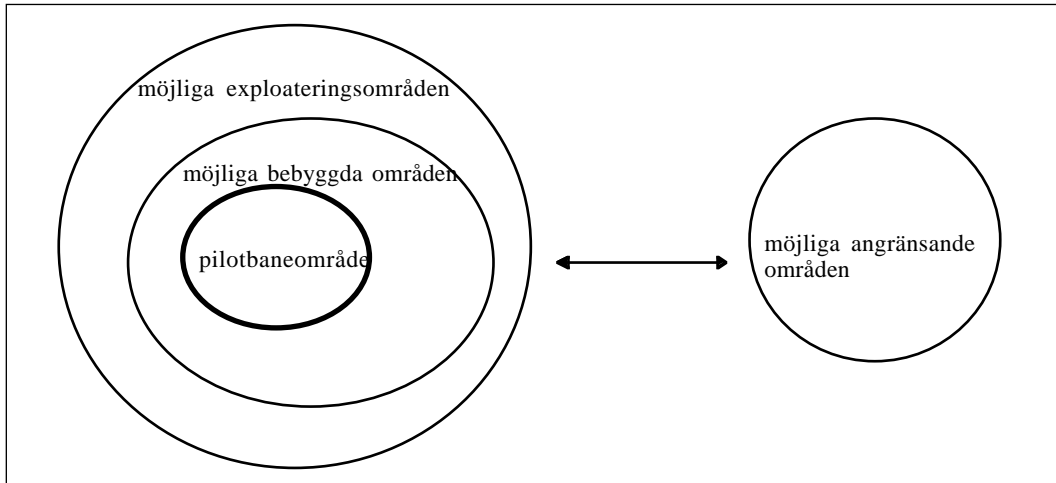 möjliga exploateringsområden
möjliga bebyggda områden
pilotbaneområde
möjliga angränsande
områden